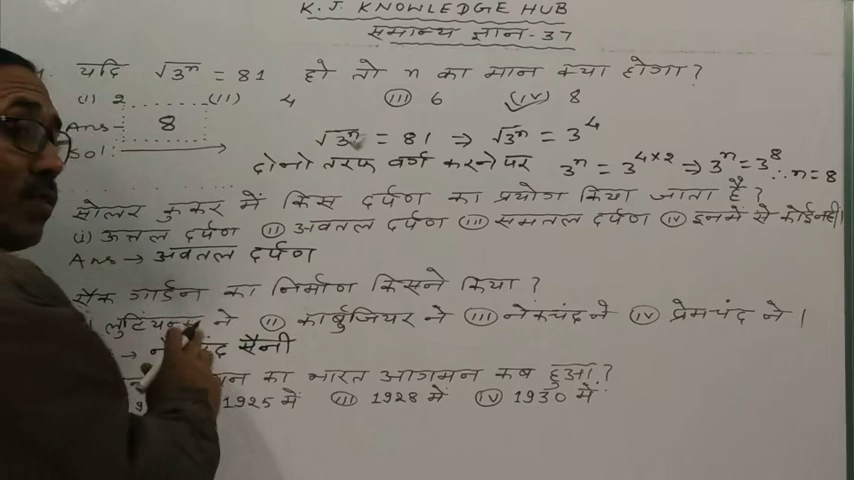 K. J. KNOWLEDGE HUB
समान्य ज्ञान-37
यदि √3ⁿ = 81 हो तो n का मान क्या होगा?
(i) 2 (ii) 4 (iii) 6 (iv) 8
Ans- 8
Sol: √3ⁿ = 81 ⇒ √3ⁿ = 3⁴
दोनो तरफ वर्ग करने पर 3ⁿ = 3⁴ˣ² ⇒ 3ⁿ = 3⁸ ∴ n = 8
सोलर कुकर में किस दर्पण का प्रयोग किया जाता है?
(i) उत्तल दर्पण (ii) अवतल दर्पण (iii) समतल दर्पण (iv) इनमे से कोई नहीं।
Ans → अवतल दर्पण
रॉक गार्डन का निर्माण किसने किया?
लुटियन्स ने (ii) कार्बुजियर ने (iii) नेकचंद ने (iv) प्रेमचंद ने।
→ सैनी
का भारत आगमन कब हुआ?
1925 में (iii) 1928 में (iv) 1930 में